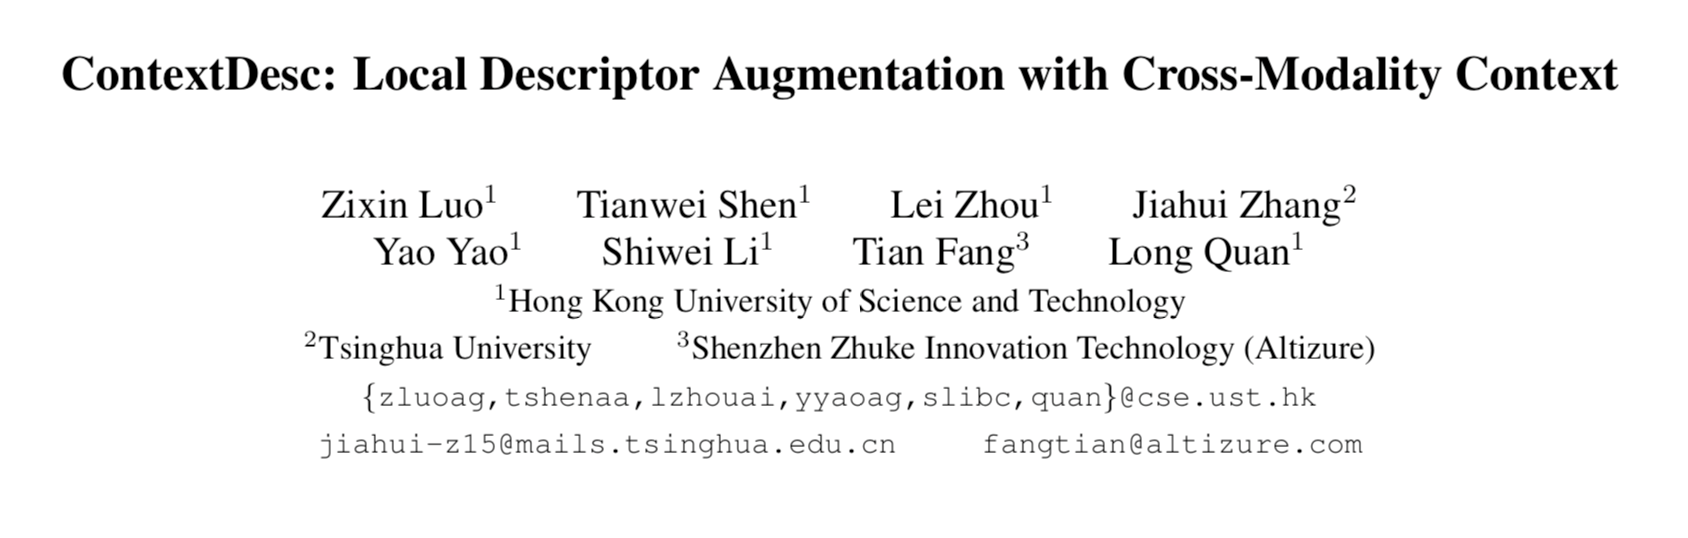 ContextDesc: Local Descriptor Augmentation with Cross-Modality Context
Zixin Luo¹ Tianwei Shen¹ Lei Zhou¹ Jiahui Zhang²
Yao Yao¹ Shiwei Li¹ Tian Fang³ Long Quan¹
¹Hong Kong University of Science and Technology
²Tsinghua University ³Shenzhen Zhuke Innovation Technology (Altizure)
{zluoag,tshenaa,lzhouai,yyaoag,slibc,quan}@cse.ust.hk
jiahui-z15@mails.tsinghua.edu.cn fangtian@altizure.com